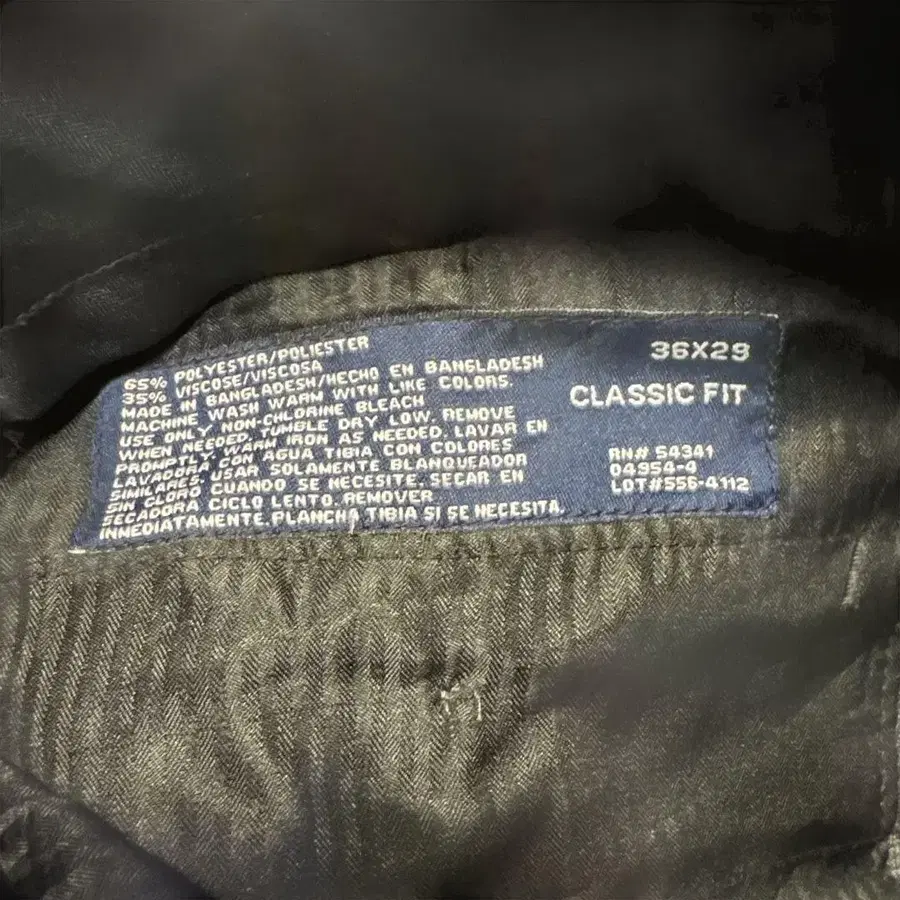 65% POLYESTER/POLIESTER
35% VISCOSE/VISCOSA
MADE IN BANGLADESH/HECHO EN BANGLADESH
MACHINE WASH WARM WITH LIKE COLORS.
USE ONLY NON-CHLORINE BLEACH
WHEN NEEDED. TUMBLE DRY LOW. REMOVE
PROMPTLY. WARM IRON AS NEEDED. LAVAR EN
LAVADORA CON AGUA TIBIA CON COLORES
SIMILARES. USAR SOLAMENTE BLANQUEADOR
SIN CLORO CUANDO SE NECESITE. SECAR EN
SECADORA CICLO LENTO. REMOVER
INNEDIATAMENTE. PLANCHA TIBIA SI SE NECESITA.
36X29
CLASSIC FIT
RN# 54341
04954-4
LOT#556-4112